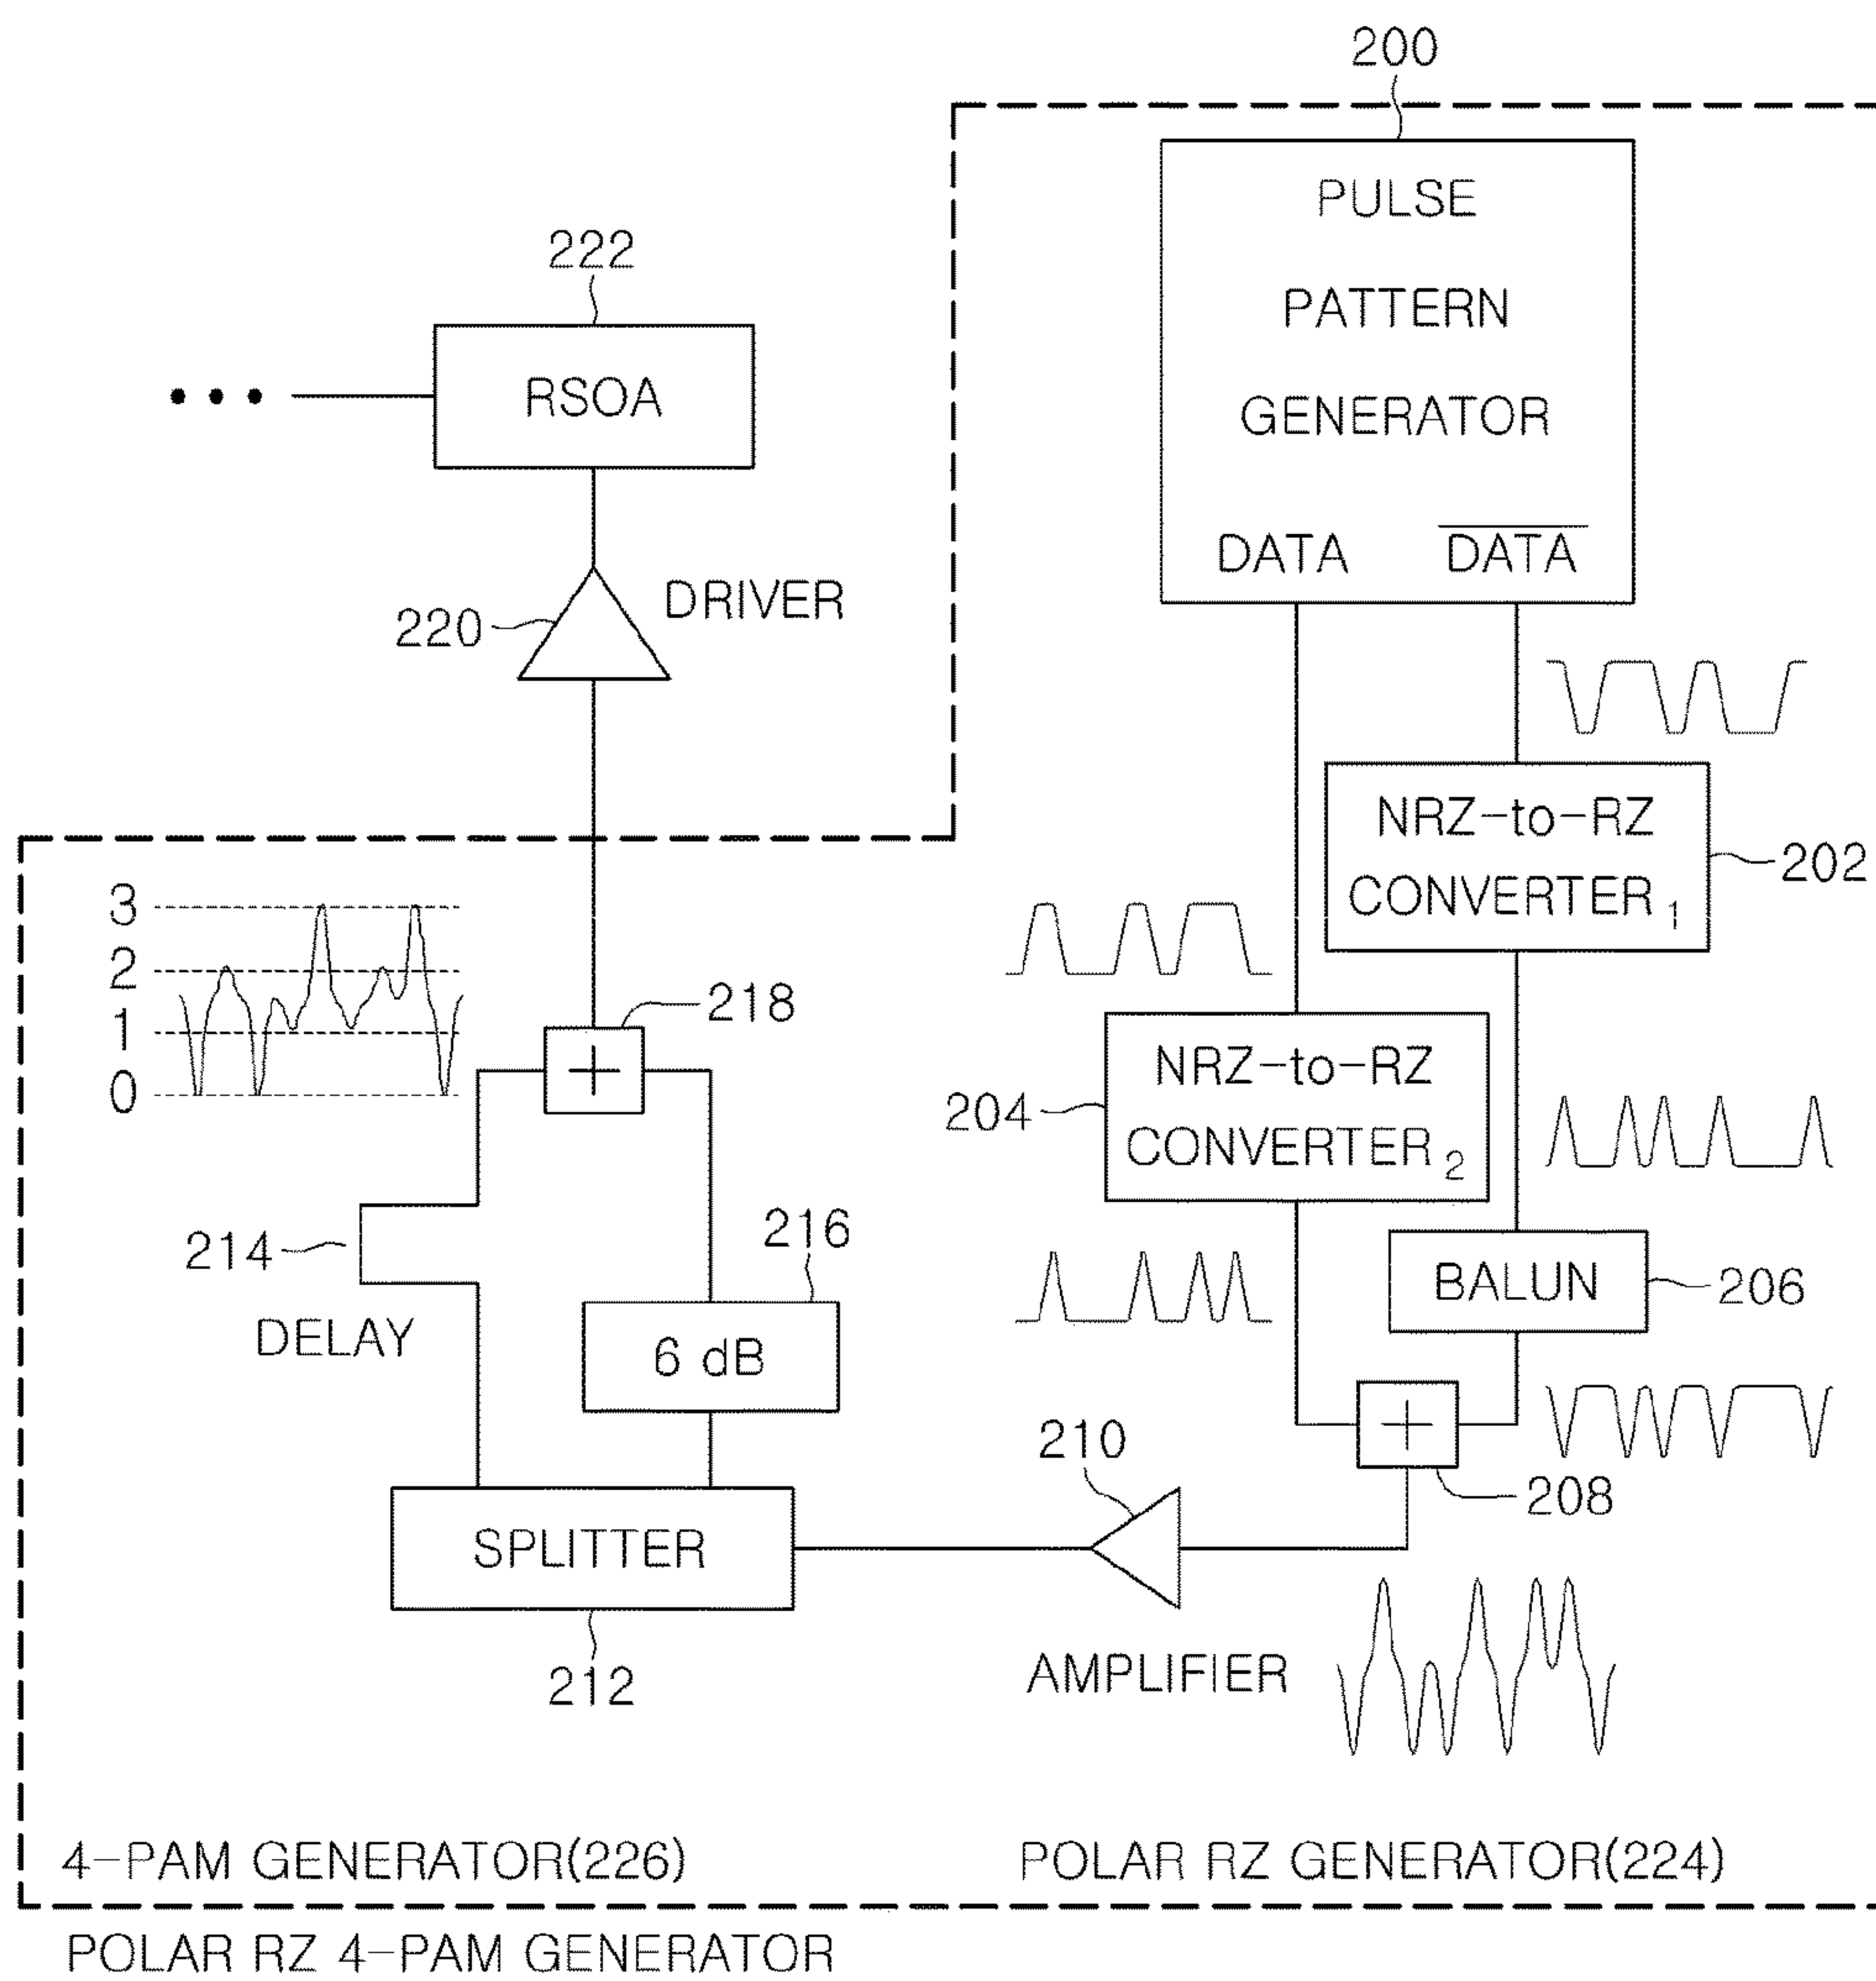 200
PULSE
PATTERN
GENERATOR
DATA DATA
222
RSOA
220
DRIVER
NRZ-to-RZ
CONVERTER 1
202
3
2
1
0
218
NRZ-to-RZ
CONVERTER 2
204
214
DELAY
216
6 dB
BALUN
206
208
210
AMPLIFIER
SPLITTER
212
4-PAM GENERATOR(226)
POLAR RZ GENERATOR(224)
POLAR RZ 4-PAM GENERATOR